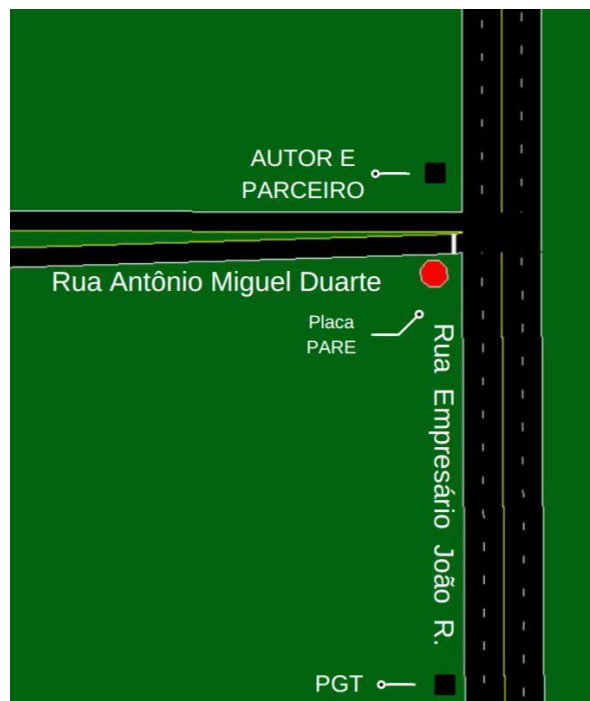 AUTOR E
PARCEIRO
Rua Antônio Miguel Duarte
Placa
PARE
Rua Empresário João R.
PGT